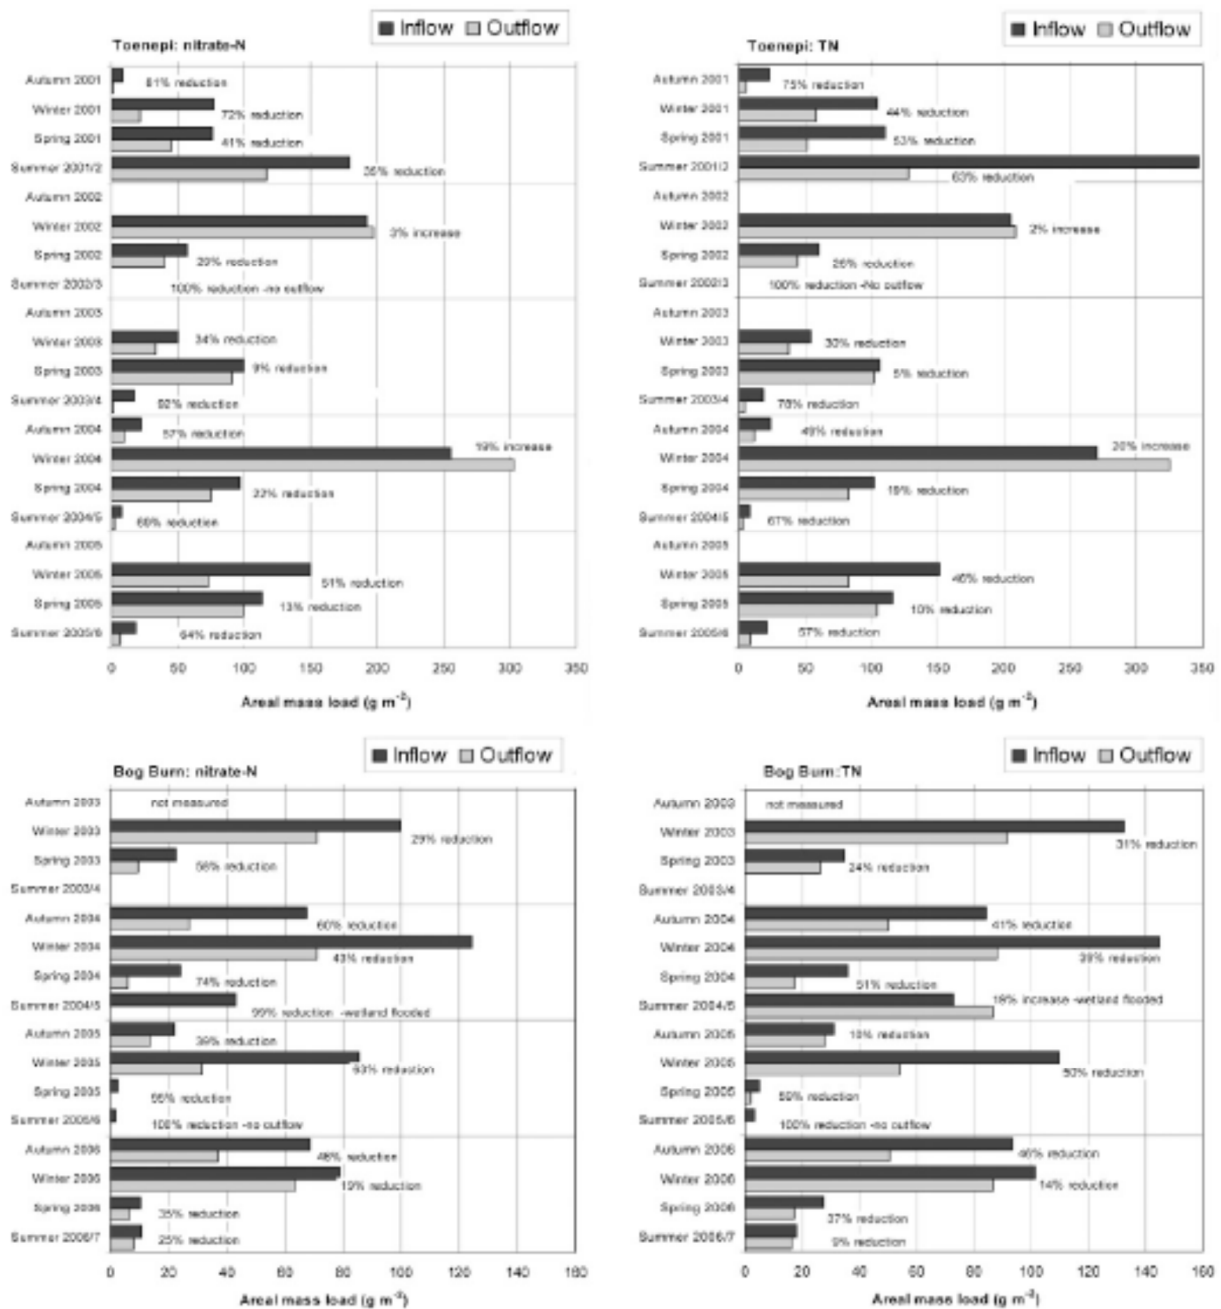 Inflow Outflow
Toenepi: nitrate-N
Autumn 2001 81% reduction
Winter 2001 72% reduction
Spring 2001 41% reduction
Summer 2001/2 35% reduction
Autumn 2002
Winter 2002 3% increase
Spring 2002 29% reduction
Summer 2002/3 100% reduction -no outflow
Autumn 2003
Winter 2003 34% reduction
Spring 2003 9% reduction
Summer 2003/4 92% reduction
Autumn 2004 57% reduction
Winter 2004 19% increase
Spring 2004 22% reduction
Summer 2004/5 69% reduction
Autumn 2005
Winter 2005 51% reduction
Spring 2005 13% reduction
Summer 2005/6 64% reduction
0 50 100 150 200 250 300 350
Areal mass load (g m⁻²)
Inflow Outflow
Toenepi: TN
Autumn 2001 75% reduction
Winter 2001 44% reduction
Spring 2001 53% reduction
Summer 2001/2 63% reduction
Autumn 2002
Winter 2002 2% increase
Spring 2002 26% reduction
Summer 2002/3 100% reduction -No outflow
Autumn 2003
Winter 2003 30% reduction
Spring 2003 5% reduction
Summer 2003/4 78% reduction
Autumn 2004 49% reduction
Winter 2004 20% increase
Spring 2004 19% reduction
Summer 2004/5 67% reduction
Autumn 2005
Winter 2005 46% reduction
Spring 2005 10% reduction
Summer 2005/6 57% reduction
0 50 100 150 200 250 300 350
Areal mass load (g m⁻²)
Inflow Outflow
Bog Burn: nitrate-N
Autumn 2003 not measured
Winter 2003 29% reduction
Spring 2003 58% reduction
Summer 2003/4
Autumn 2004 60% reduction
Winter 2004 43% reduction
Spring 2004 74% reduction
Summer 2004/5 99% reduction -wetland flooded
Autumn 2005 36% reduction
Winter 2005 63% reduction
Spring 2005 reduction
Summer 2005/6 100% reduction -no outflow
Autumn 2006 46% reduction
Winter 2006 19% reduction
Spring 2006 35% reduction
Summer 2006/7 25% reduction
0 20 40 60 80 100 120 140 160
Areal mass load (g m⁻²)
Inflow Outflow
Bog Burn:TN
Autumn 2003 not measured
Winter 2003 31% reduction
Spring 2003 24% reduction
Summer 2003/4
Autumn 2004 41% reduction
Winter 2004 39% reduction
Spring 2004 51% reduction
Summer 2004/5 19% increase -wetland flooded
Autumn 2005 10% reduction
Winter 2005 50% reduction
Spring 2005 59% reduction
Summer 2005/6 100% reduction -no outflow
Autumn 2006 46% reduction
Winter 2006 14% reduction
Spring 2006 37% reduction
Summer 2006/7 9% reduction
0 20 40 60 80 100 120 140 160
Areal mass load (g m⁻²)